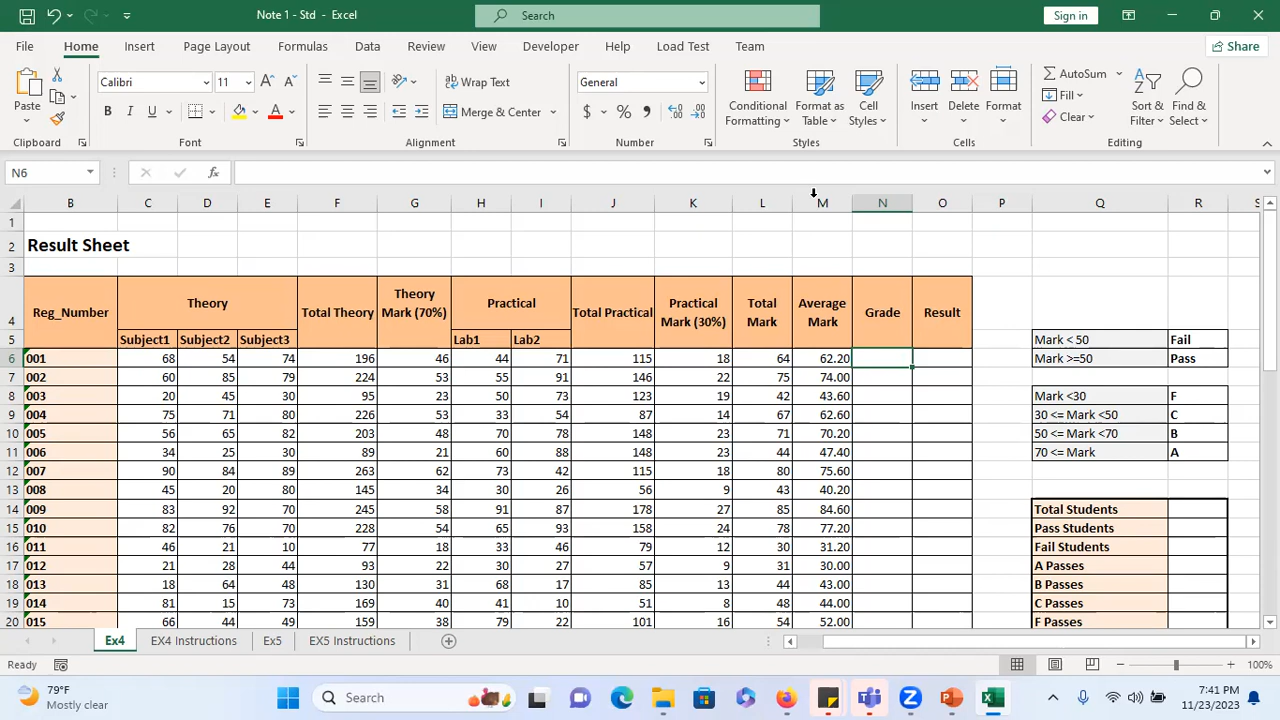 Note 1 - Std - Excel
Search
Sign in
File Home Insert Page Layout Formulas Data Review View Developer Help Load Test Team
Share
Paste
Clipboard
Calibri 11
B I U
Font
Wrap Text
Merge & Center
Alignment
General
$ % ,
Number
Conditional Formatting
Format as Table
Cell Styles
Styles
Insert
Delete
Format
Cells
AutoSum
Fill
Clear
Sort & Filter
Find & Select
Editing
N6
fx
B C D E F G H I J K L M N O P Q R S
1
2 Result Sheet
3
4 Reg_Number Theory Total Theory Theory Mark (70%) Practical Total Practical Practical Mark (30%) Total Mark Average Mark Grade Result
5 Subject1 Subject2 Subject3 Lab1 Lab2 Mark < 50 Fail
6 001 68 54 74 196 46 44 71 115 18 64 62.20 Mark >=50 Pass
7 002 60 85 79 224 53 55 91 146 22 75 74.00
8 003 20 45 30 95 23 50 73 123 19 42 43.60 Mark <30 F
9 004 75 71 80 226 53 33 54 87 14 67 62.60 30 <= Mark <50 C
10 005 56 65 82 203 48 70 78 148 23 71 70.20 50 <= Mark <70 B
11 006 34 25 30 89 21 60 88 148 23 44 47.40 70 <= Mark A
12 007 90 84 89 263 62 73 42 115 18 80 75.60
13 008 45 20 80 145 34 30 26 56 9 43 40.20
14 009 83 92 70 245 58 91 87 178 27 85 84.60 Total Students
15 010 82 76 70 228 54 65 93 158 24 78 77.20 Pass Students
16 011 46 21 10 77 18 33 46 79 12 30 31.20 Fail Students
17 012 21 28 44 93 22 30 27 57 9 31 30.00 A Passes
18 013 18 64 48 130 31 68 17 85 13 44 43.00 B Passes
19 014 81 15 73 169 40 41 10 51 8 48 44.00 C Passes
20 015 66 44 49 159 38 79 22 101 16 54 52.00 F Passes
Ex4 EX4 Instructions Ex5 EX5 Instructions
Ready
100%
79°F
Mostly clear
Search
7:41 PM
11/23/2023